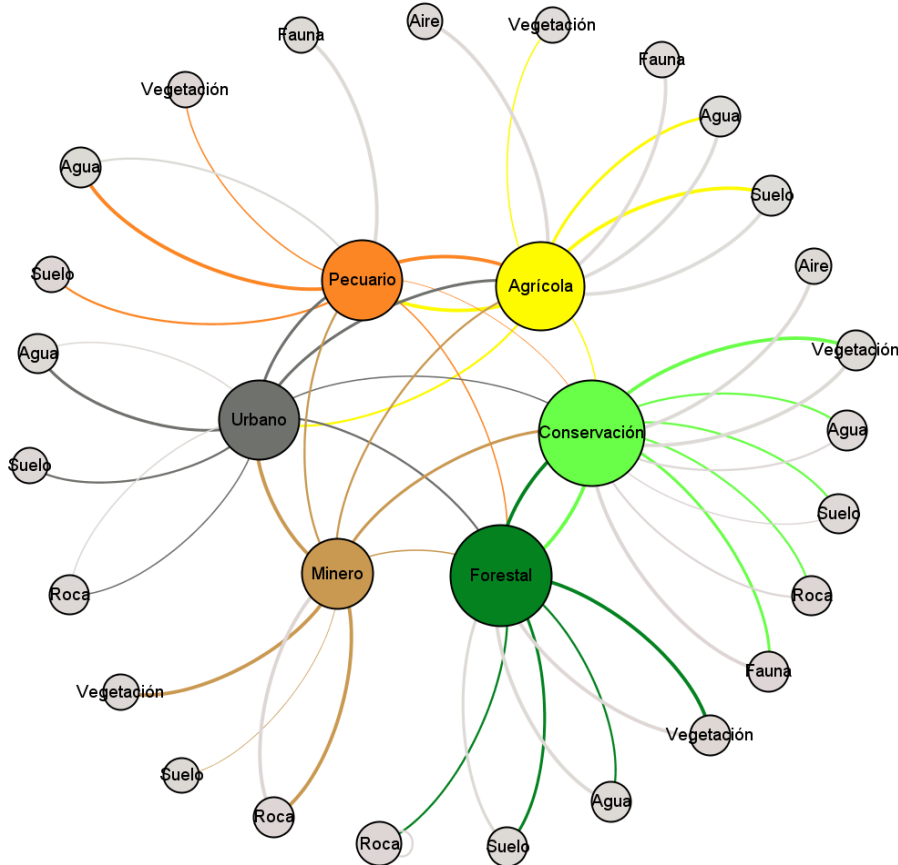 Aire
Vegetación
Fauna
Fauna
Vegetación
Agua
Agua
Suelo
Suelo
Aire
Pecuario
Agrícola
Agua
Vegetación
Urbano
Conservación
Agua
Suelo
Suelo
Minero
Forestal
Roca
Roca
Fauna
Vegetación
Vegetación
Suelo
Agua
Roca
Roca
Suelo